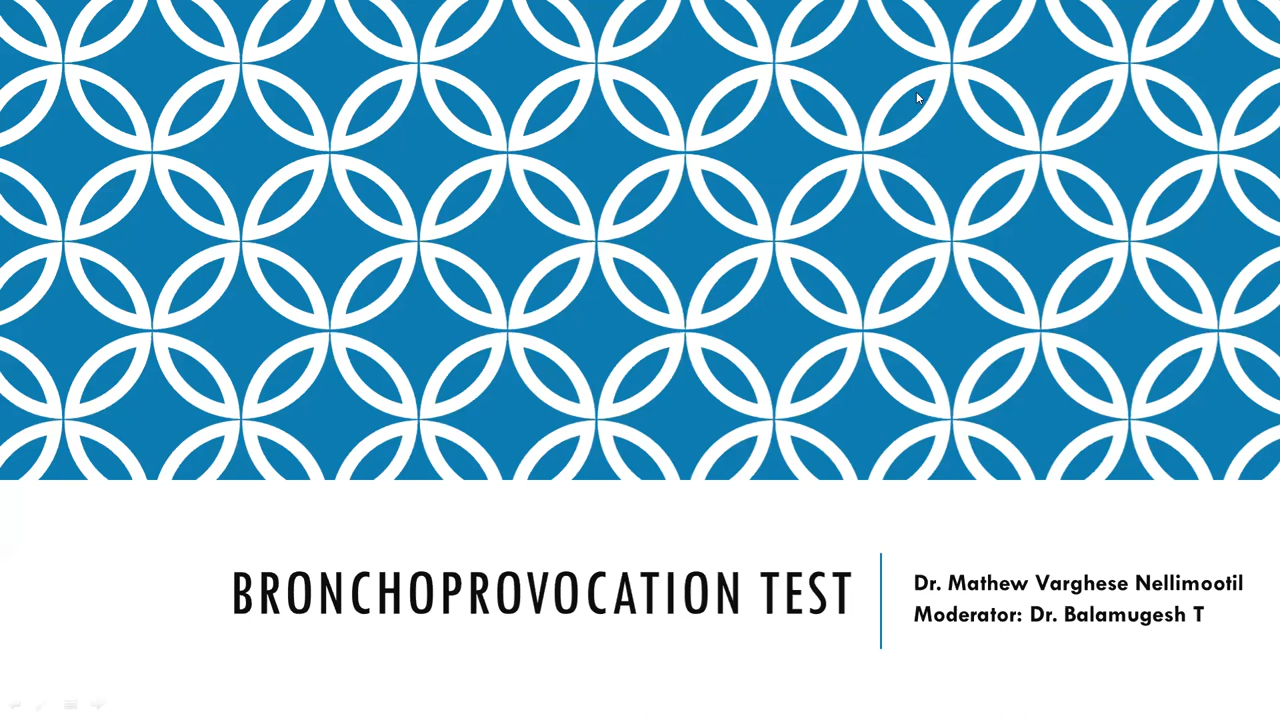 BRONCHOPROVOCATION TEST
Dr. Mathew Varghese Nellimootil
Moderator: Dr. Balamugesh T